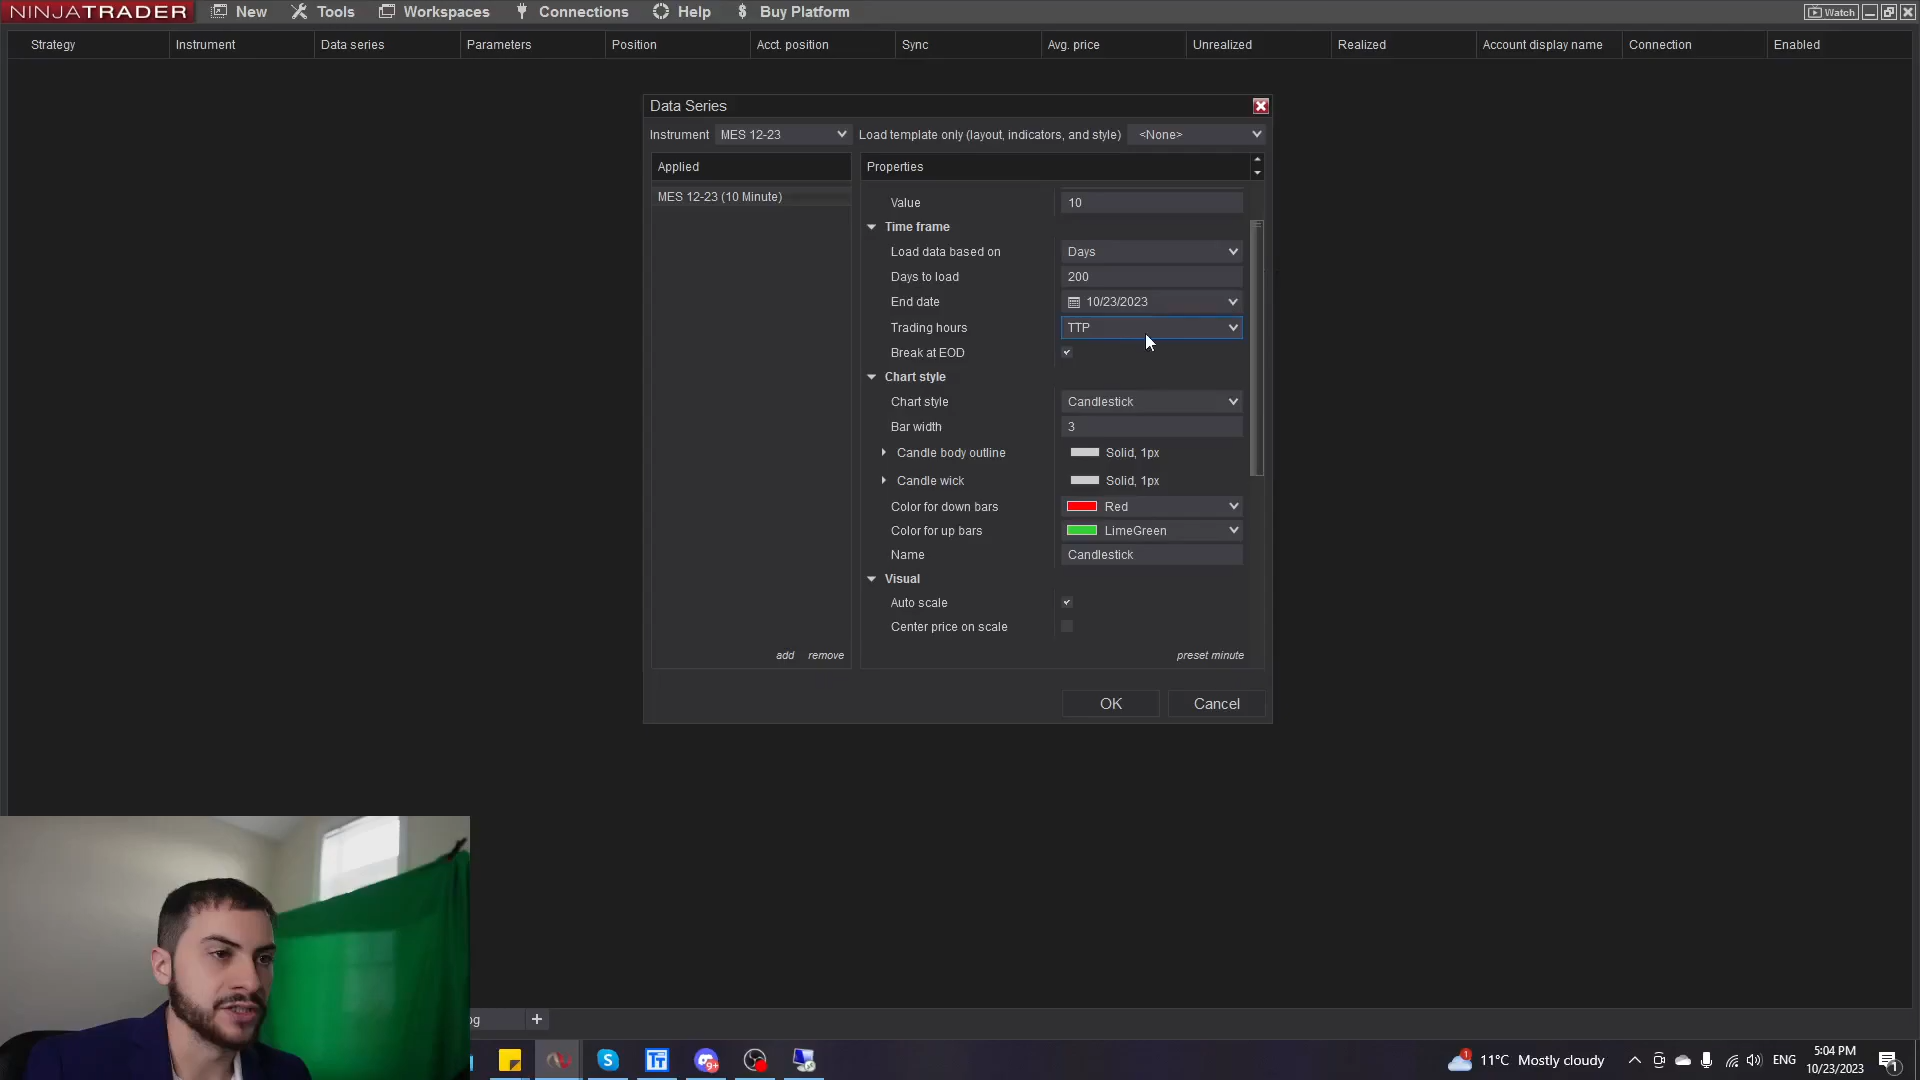 NINJATRADER New Tools Workspaces Connections Help Buy Platform Watch
Strategy Instrument Data series Parameters Position Acct. position Sync Avg. price Unrealized Realized Account display name Connection Enabled
Data Series
Instrument MES 12-23 Load template only (layout, indicators, and style) <None>
Applied Properties
MES 12-23 (10 Minute)
Value 10
Time frame
Load data based on Days
Days to load 200
End date 10/23/2023
Trading hours TTP
Break at EOD
Chart style
Chart style Candlestick
Bar width 3
Candle body outline Solid, 1px
Candle wick Solid, 1px
Color for down bars Red
Color for up bars LimeGreen
Name Candlestick
Visual
Auto scale
Center price on scale
add remove preset minute
OK Cancel
og +
9+
11°C Mostly cloudy ENG 5:04 PM
10/23/2023
1
1